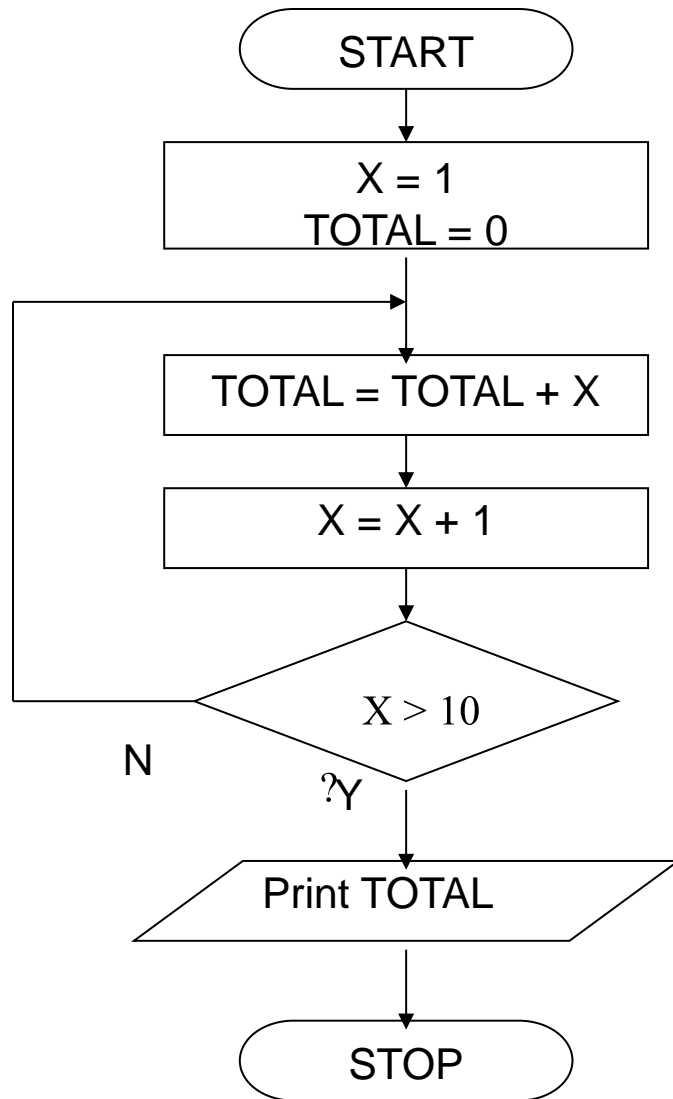 START
X = 1
TOTAL = 0
TOTAL = TOTAL + X
X = X + 1
X > 10
N
?Y
Print TOTAL
STOP